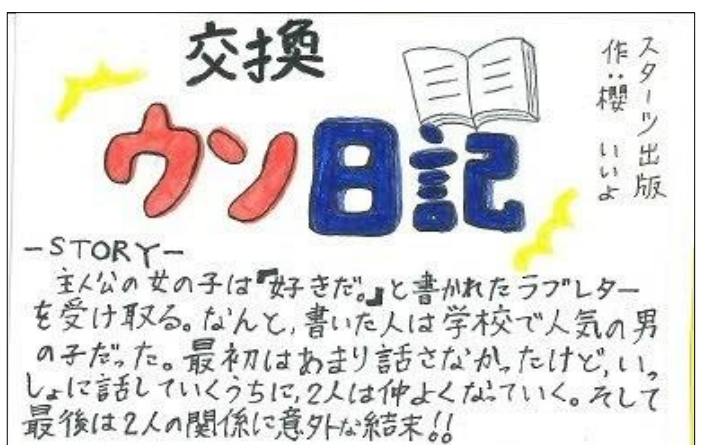 交換
ウソ日記
スターツ出版
作:櫻 いいよ
－STORY－
主人公の女の子は『好きだ。』と書かれたラブレター
を受け取る。なんと、書いた人は学校で人気の男
の子だった。最初はあまり話さなかったけど、いっ
しょに話していくうちに、2人は仲よくなっていく。そして
最後は2人の関係に意外な結末!!